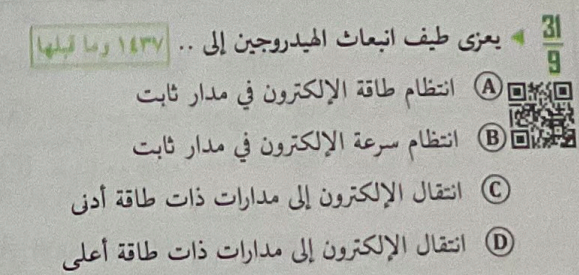 31/9 ◄ يعزى طيف انبعاث الهيدروجين إلى .. ١٤٣٧ وما قبلها
A انتظام طاقة الإلكترون في مدار ثابت
B انتظام سرعة الإلكترون في مدار ثابت
C انتقال الإلكترون إلى مدارات ذات طاقة أدنى
D انتقال الإلكترون إلى مدارات ذات طاقة أعلى